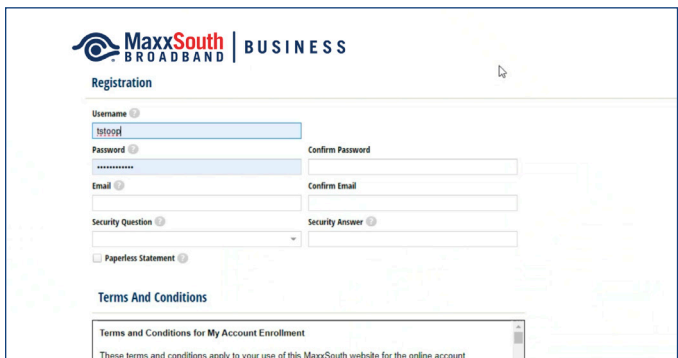 MaxxSouth BUSINESS
BROADBAND
Registration
Username ?
tstoop
Password ? Confirm Password
••••••••••••
Email ? Confirm Email
Security Question ? Security Answer ?
Paperless Statement ?
Terms And Conditions
Terms and Conditions for My Account Enrollment
These terms and conditions apply to your use of this MaxxSouth website for the online account